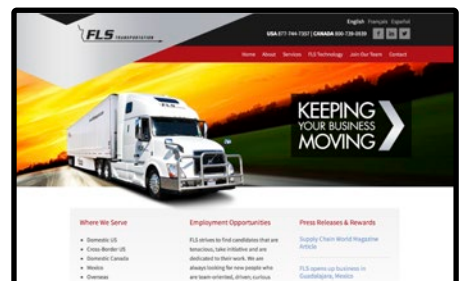 English Français Español
FLS TRANSPORTATION
USA 877-744-7357 | CANADA 800-739-0939
f in
Home About Services FLS Technology Join Our Team Contact
FLS
KEEPING
YOUR BUSINESS
MOVING
Where We Serve
Domestic US
Cross-Border US
Domestic Canada
Mexico
Overseas
Employment Opportunities
FLS strives to find candidates that are
tenacious, take initiative and are
dedicated to their work. We are
always looking for new people who
are team-oriented, driven, curious
Press Releases & Rewards
Supply Chain World Magazine
Article
FLS opens up business in
Guadalajara, Mexico